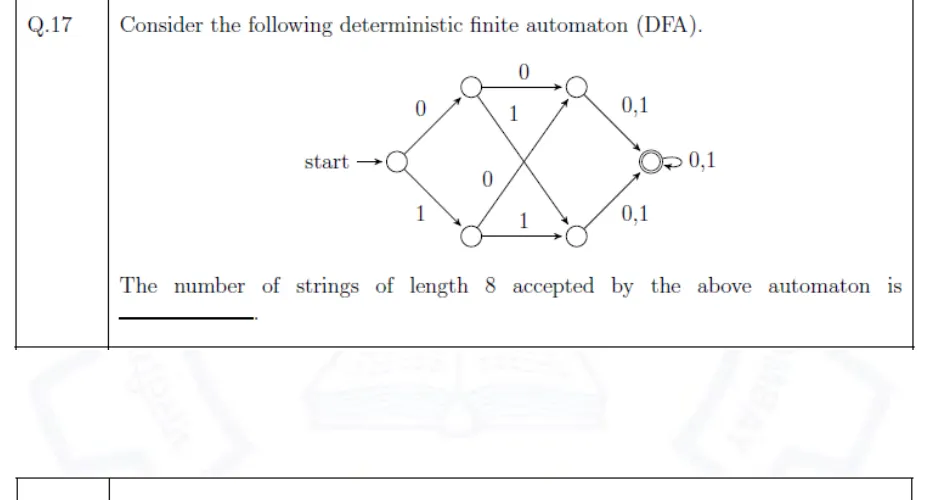 Q.17 Consider the following deterministic finite automaton (DFA).
0
0 1 0,1
start 0,1
0
1 1 0,1
The number of strings of length 8 accepted by the above automaton is
.